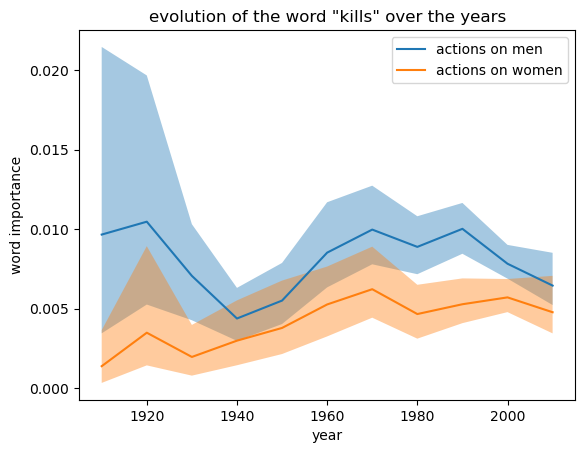 evolution of the word "kills" over the years
actions on men
actions on women
0.020
0.015
0.010
0.005
0.000
word importance
1920 1940 1960 1980 2000
year